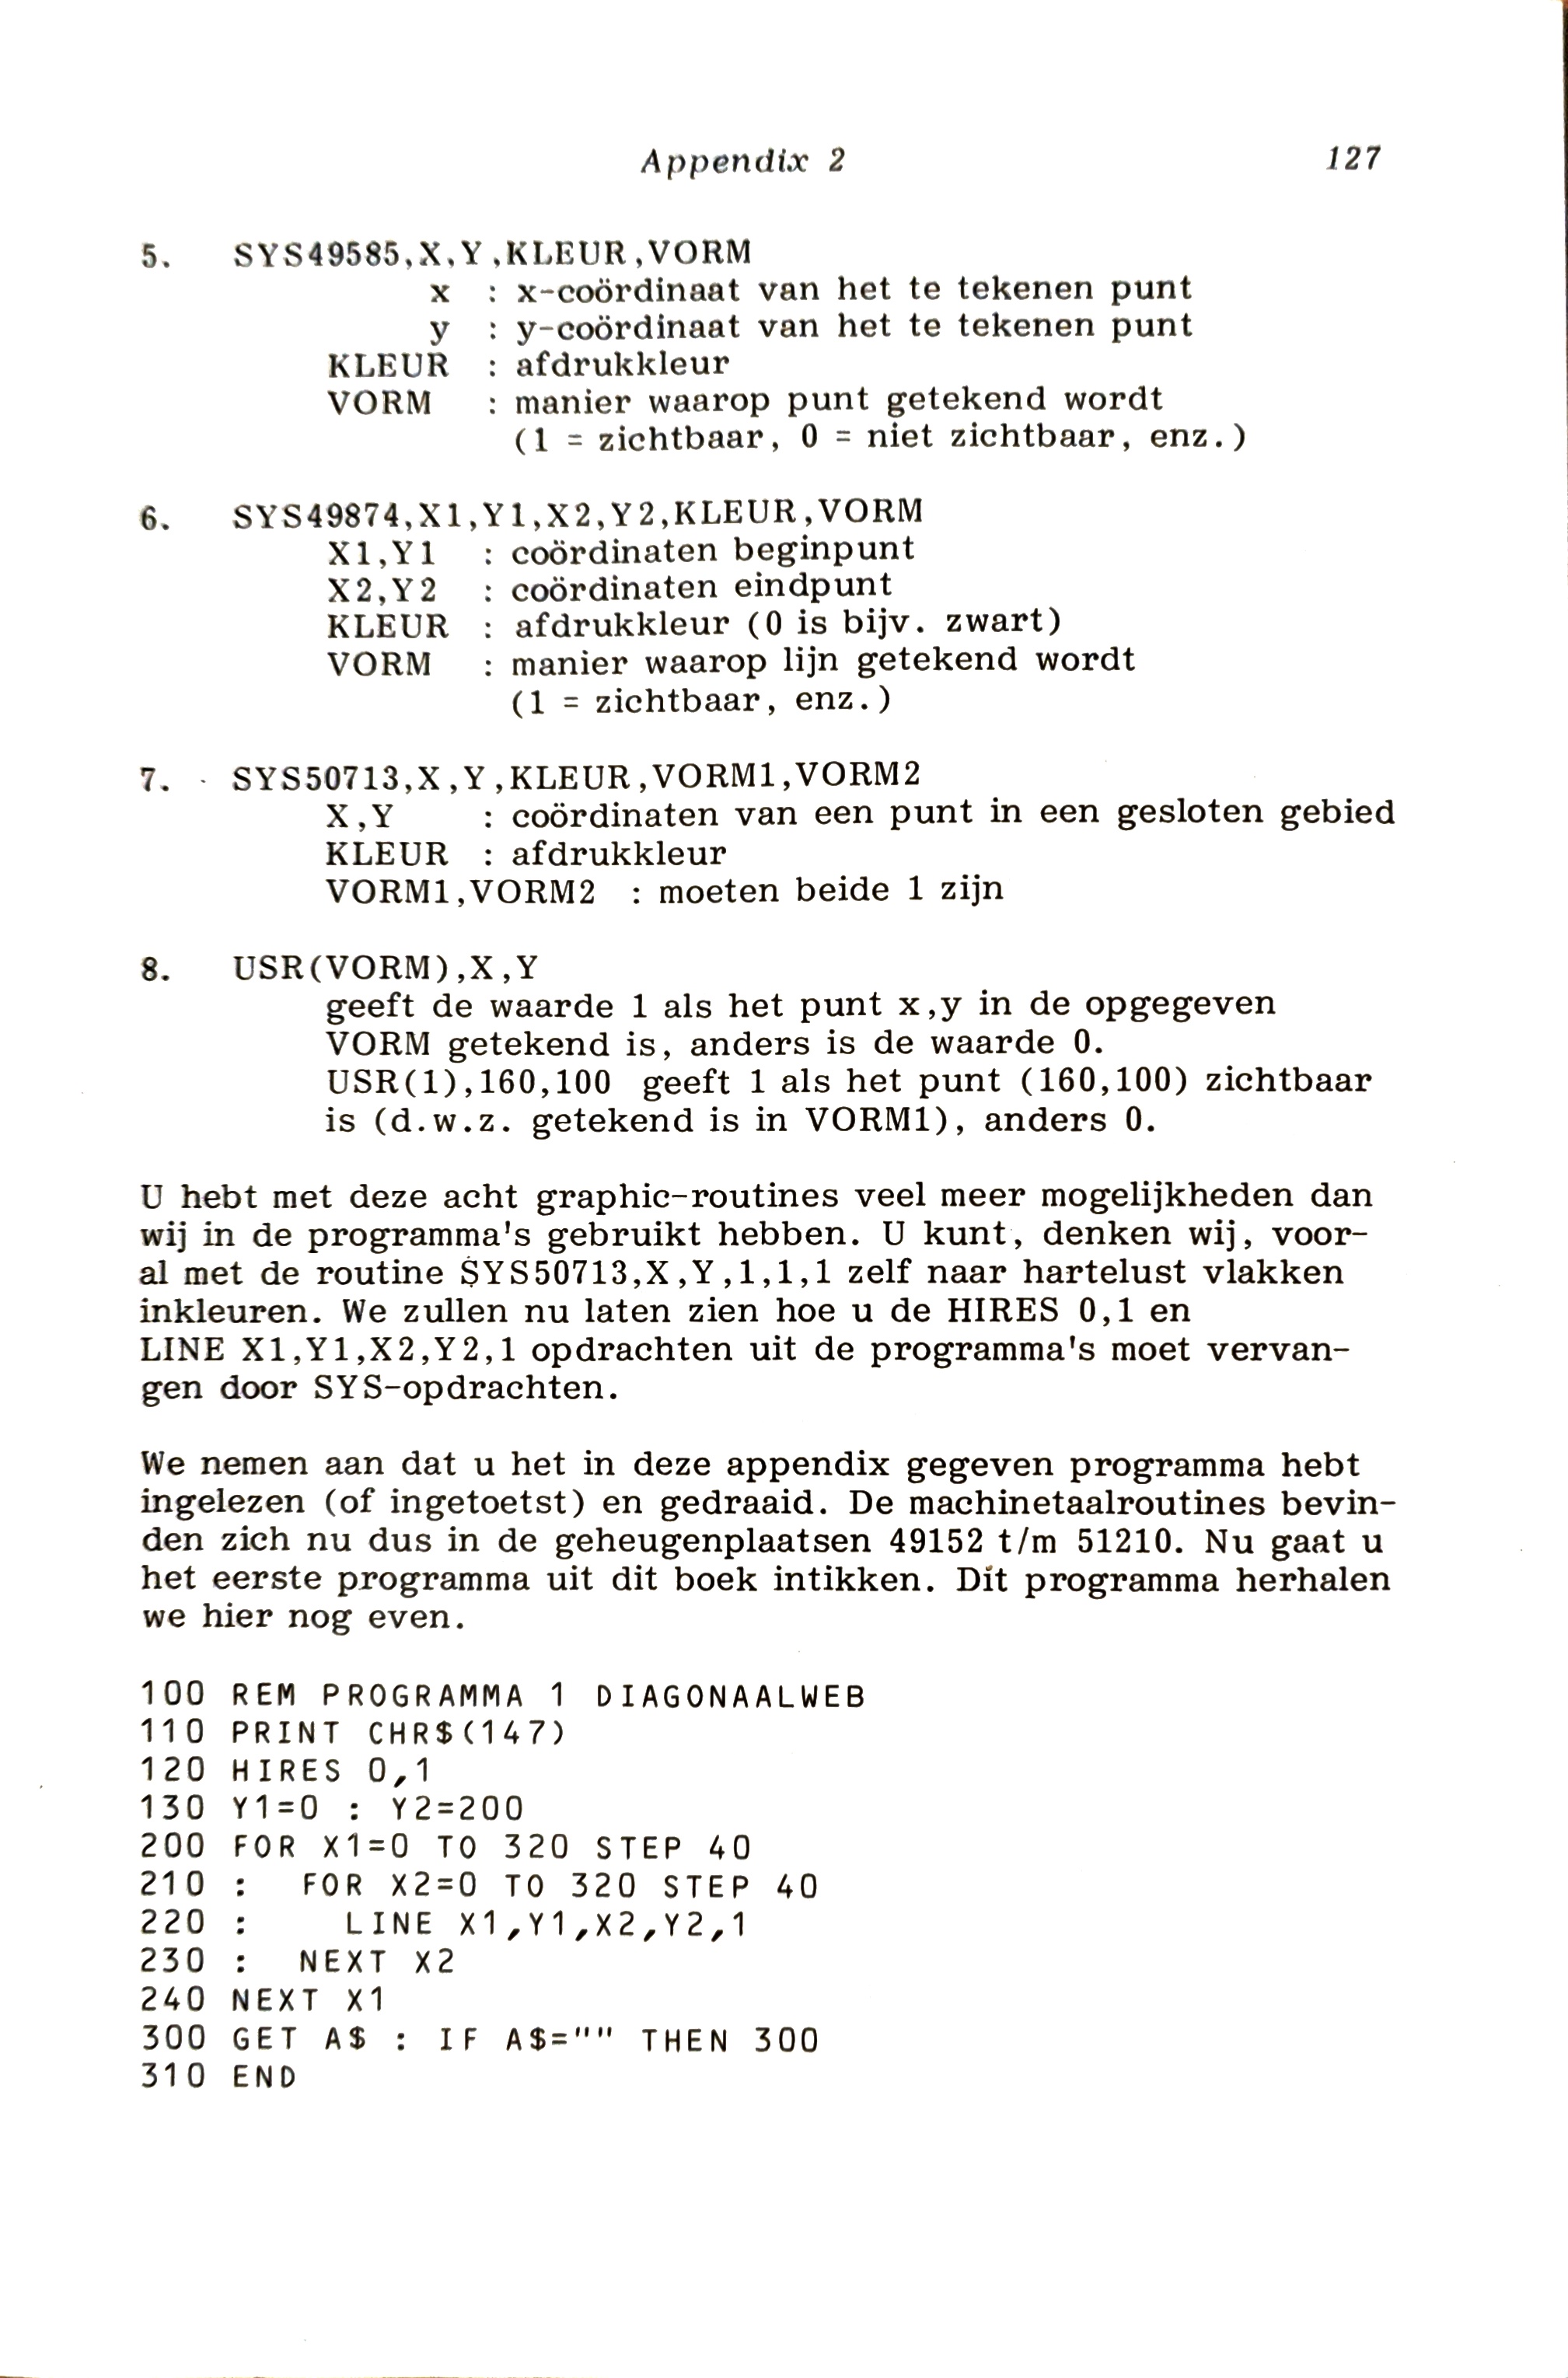 Appendix 2 127
5. SYS49585,X,Y,KLEUR,VORM
x : x-coördinaat van het te tekenen punt
y : y-coördinaat van het te tekenen punt
KLEUR : afdrukkleur
VORM : manier waarop punt getekend wordt
(1 = zichtbaar, 0 = niet zichtbaar, enz.)
6. SYS49874,X1,Y1,X2,Y2,KLEUR,VORM
X1,Y1 : coördinaten beginpunt
X2,Y2 : coördinaten eindpunt
KLEUR : afdrukkleur (0 is bijv. zwart)
VORM : manier waarop lijn getekend wordt
(1 = zichtbaar, enz.)
7. SYS50713,X,Y,KLEUR,VORM1,VORM2
X,Y : coördinaten van een punt in een gesloten gebied
KLEUR : afdrukkleur
VORM1,VORM2 : moeten beide 1 zijn
8. USR(VORM),X,Y
geeft de waarde 1 als het punt x,y in de opgegeven
VORM getekend is, anders is de waarde 0.
USR(1),160,100 geeft 1 als het punt (160,100) zichtbaar
is (d.w.z. getekend is in VORM1), anders 0.
U hebt met deze acht graphic-routines veel meer mogelijkheden dan
wij in de programma's gebruikt hebben. U kunt, denken wij, voor-
al met de routine SYS50713,X,Y,1,1,1 zelf naar hartelust vlakken
inkleuren. We zullen nu laten zien hoe u de HIRES 0,1 en
LINE X1,Y1,X2,Y2,1 opdrachten uit de programma's moet vervan-
gen door SYS-opdrachten.
We nemen aan dat u het in deze appendix gegeven programma hebt
ingelezen (of ingetoetst) en gedraaid. De machinetaalroutines bevin-
den zich nu dus in de geheugenplaatsen 49152 t/m 51210. Nu gaat u
het eerste programma uit dit boek intikken. Dit programma herhalen
we hier nog even.
100 REM PROGRAMMA 1 DIAGONAALWEB
110 PRINT CHR$(147)
120 HIRES 0,1
130 Y1=0 : Y2=200
200 FOR X1=0 TO 320 STEP 40
210 : FOR X2=0 TO 320 STEP 40
220 : LINE X1,Y1,X2,Y2,1
230 : NEXT X2
240 NEXT X1
300 GET A$ : IF A$="" THEN 300
310 END